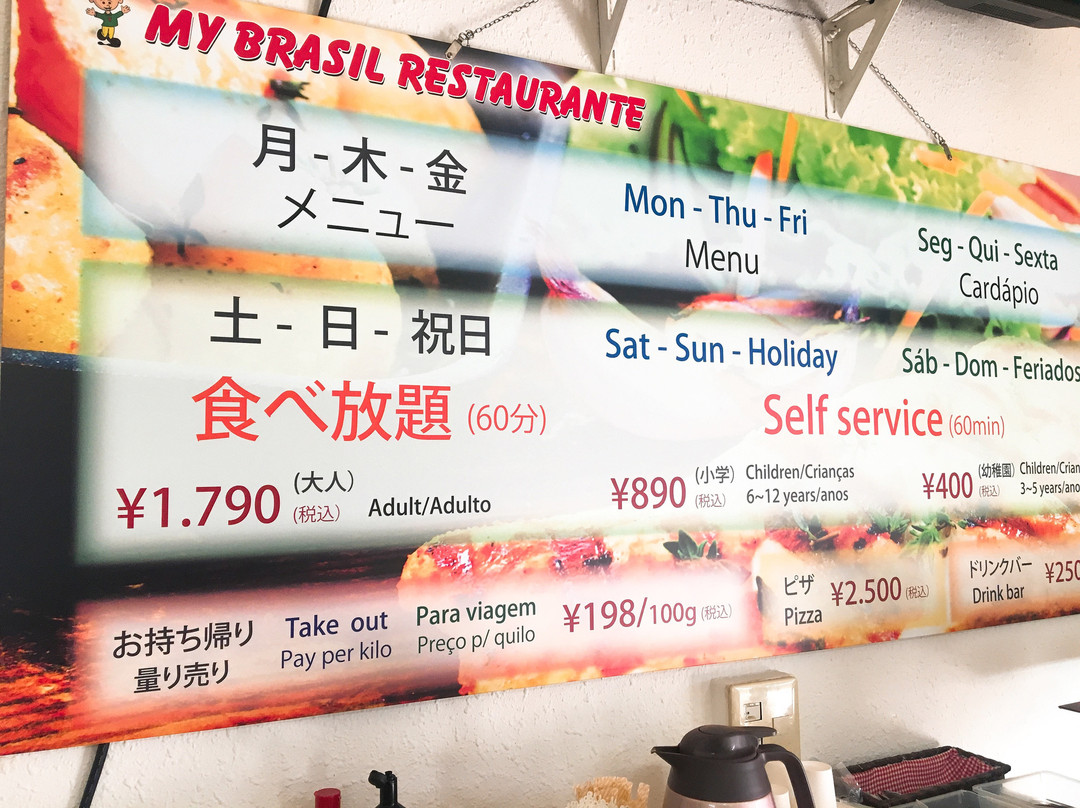 MY BRASIL RESTAURANTE
月 - 木 - 金
メニュー
Mon - Thu - Fri
Menu
Seg - Qui - Sexta
Cardápio
土 - 日 - 祝日
Sat - Sun - Holiday
Sáb - Dom - Feriados
食べ放題 (60分)
Self service (60min)
¥1.790 (大人) (税込) Adult/Adulto
¥890 (小学) (税込) Children/Crianças
6~12 years/anos
¥400 (幼稚園) (税込) Children/Crian
3~5 years/ano
お持ち帰り
量り売り
Take out
Pay per kilo
Para viagem
Preço p/ quilo
¥198/100g (税込)
ピザ
Pizza
¥2.500 (税込)
ドリンクバー
Drink bar
¥250